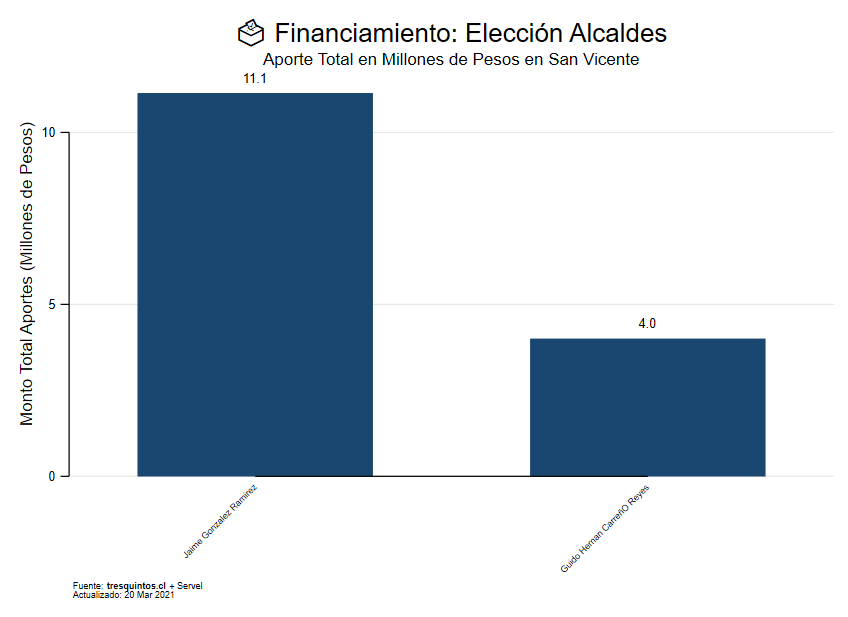 Financiamiento: Elección Alcaldes
Aporte Total en Millones de Pesos en San Vicente
11.1
4.0
Monto Total Aportes (Millones de Pesos)
10
5
0
Jaime Gonzalez Ramirez
Guido Hernan CarreñO Reyes
Fuente: tresquintos.cl + Servel
Actualizado: 20 Mar 2021